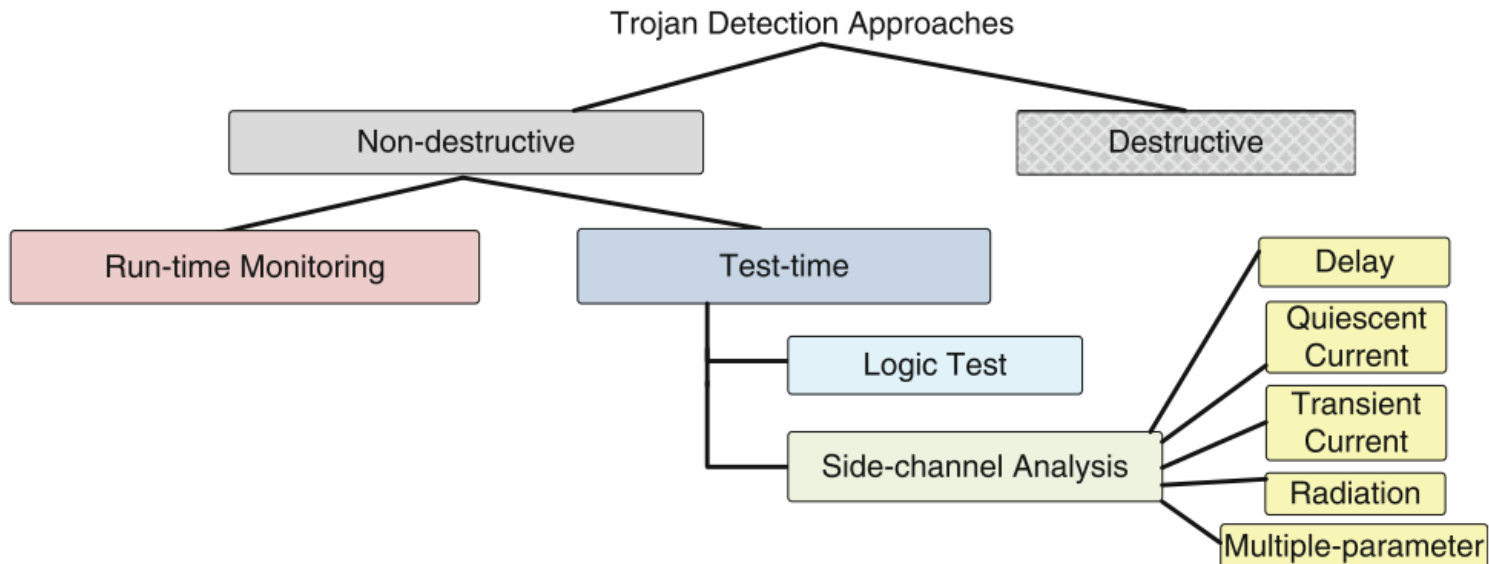 Trojan Detection Approaches
Non-destructive
Destructive
Run-time Monitoring
Test-time
Delay
Quiescent
Current
Logic Test
Transient
Current
Side-channel Analysis
Radiation
Multiple-parameter